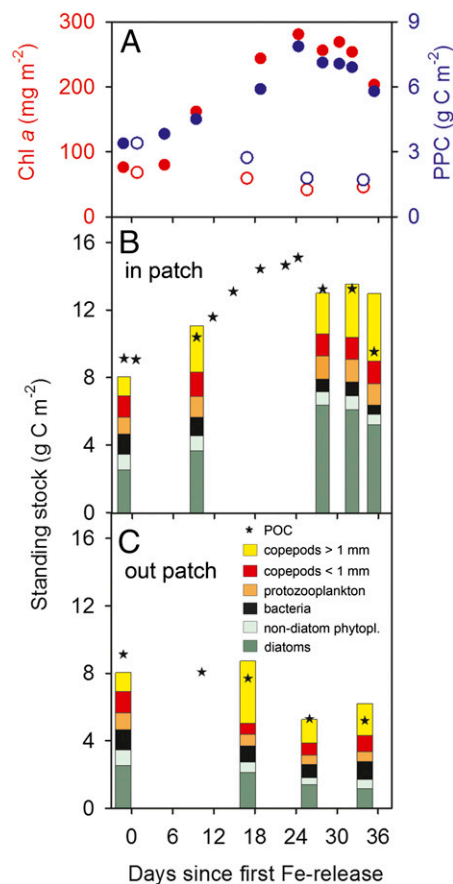 A
Chl a (mg m-2)
300
200
100
0
9
6
3
0
PPC (g C m-2)
B
in patch
16
12
8
4
0
Standing stock (g C m-2)
C
out patch
16
12
8
4
0
POC
copepods > 1 mm
copepods < 1 mm
protozooplankton
bacteria
non-diatom phytopl.
diatoms
0 6 12 18 24 30 36
Days since first Fe-release